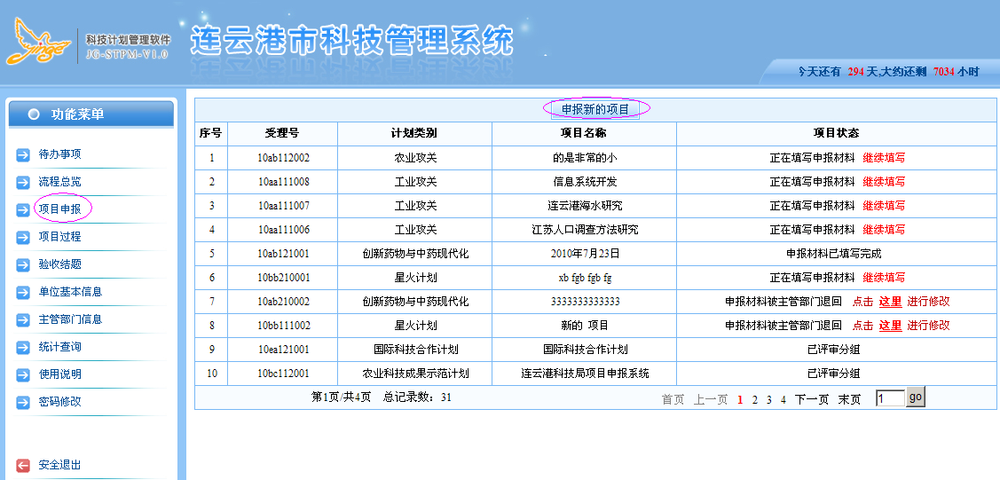 Jinge
科技计划管理软件
JG-STPM-V1.0
连云港市科技管理系统
今天还有 294 天,大约还剩 7034 小时
功能菜单
待办事项
流程总览
项目申报
项目过程
验收结题
单位基本信息
主管部门信息
统计查询
使用说明
密码修改
安全退出
申报新的项目
序号 受理号 计划类别 项目名称 项目状态
1 10ab112002 农业攻关 的是非常的小 正在填写申报材料 继续填写
2 10aa111008 工业攻关 信息系统开发 正在填写申报材料 继续填写
3 10aa111007 工业攻关 连云港海水研究 正在填写申报材料 继续填写
4 10aa111006 工业攻关 江苏人口调查方法研究 正在填写申报材料 继续填写
5 10ab121001 创新药物与中药现代化 2010年7月23日 申报材料已填写完成
6 10bb210001 星火计划 xb fgb fgb fg 正在填写申报材料 继续填写
7 10ab210002 创新药物与中药现代化 3333333333333 申报材料被主管部门退回 点击 这里 进行修改
8 10bb111002 星火计划 新的 项目 申报材料被主管部门退回 点击 这里 进行修改
9 10ea121001 国际科技合作计划 国际科技合作计划 已评审分组
10 10bc112001 农业科技成果示范计划 连云港科技局项目申报系统 已评审分组
第1页/共4页 总记录数：31 首页 上一页 1 2 3 4 下一页 末页 1 go